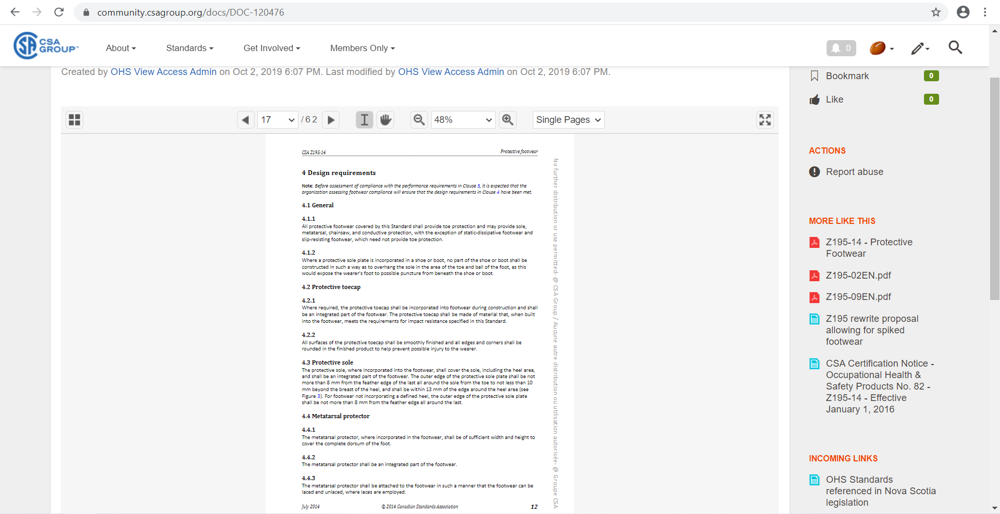 community.csagroup.org/docs/DOC-120476
CSA GROUP™
About
Standards
Get Involved
Members Only
0
Created by OHS View Access Admin on Oct 2, 2019 6:07 PM. Last modified by OHS View Access Admin on Oct 2, 2019 6:07 PM.
17 / 62
48%
Single Pages
CSA Z195:14
Protective footwear
4 Design requirements
Note: Before assessment of compliance with the performance requirements in Clause 5, it is expected that the
organization assessing footwear compliance will ensure that the design requirements in Clause 4 have been met.
4.1 General
4.1.1
All protective footwear covered by this Standard shall provide toe protection and may provide sole,
metatarsal, chainsaw, and conductive protection, with the exception of static-dissipative footwear and
slip-resisting footwear, which need not provide toe protection.
4.1.2
Where a protective sole plate is incorporated in a shoe or boot, no part of the shoe or boot shall be
constructed in such a way as to overhang the sole in the area of the toe and ball of the foot, as this
would expose the wearer's foot to possible puncture from beneath the shoe or boot.
4.2 Protective toecap
4.2.1
Where required, the protective toecap shall be incorporated into footwear during construction and shall
be an integrated part of the footwear. The protective toecap shall be made of material that, when built
into the footwear, meets the requirements for impact resistance specified in this Standard.
4.2.2
All surfaces of the protective toecap shall be smoothly finished and all edges and corners shall be
rounded in the finished product to help prevent possible injury to the wearer.
4.3 Protective sole
The protective sole, where incorporated into the footwear, shall cover the sole, including the heel area,
and shall be an integrated part of the footwear. The outer edge of the protective sole plate shall be not
more than 8 mm from the feather edge of the last all around the sole from the toe to not less than 10
mm beyond the breast of the heel, and shall be within 13 mm of the edge around the heel area (see
Figure 3). For footwear not incorporating a defined heel, the outer edge of the protective sole plate
shall be not more than 8 mm from the feather edge all around the last.
4.4 Metatarsal protector
4.4.1
The metatarsal protector, where incorporated in the footwear, shall be of sufficient width and height to
cover the complete dorsum of the foot.
4.4.2
The metatarsal protector shall be an integrated part of the footwear.
4.4.3
The metatarsal protector shall be attached to the footwear in such a manner that the footwear can be
laced and unlaced, where laces are employed.
July 2014
© 2014 Canadian Standards Association
12
No further distribution or use permitted- @ CSA Group / Aucune autre distribution ou utilisation autorisée- @ Groupe CSA
Bookmark
0
Like
0
ACTIONS
Report abuse
MORE LIKE THIS
Z195-14 - Protective
Footwear
Z195-02EN.pdf
Z195-09EN.pdf
Z195 rewrite proposal
allowing for spiked
footwear
CSA Certification Notice -
Occupational Health &
Safety Products No. 82 -
Z195-14 - Effective
January 1, 2016
INCOMING LINKS
OHS Standards
referenced in Nova Scotia
legislation